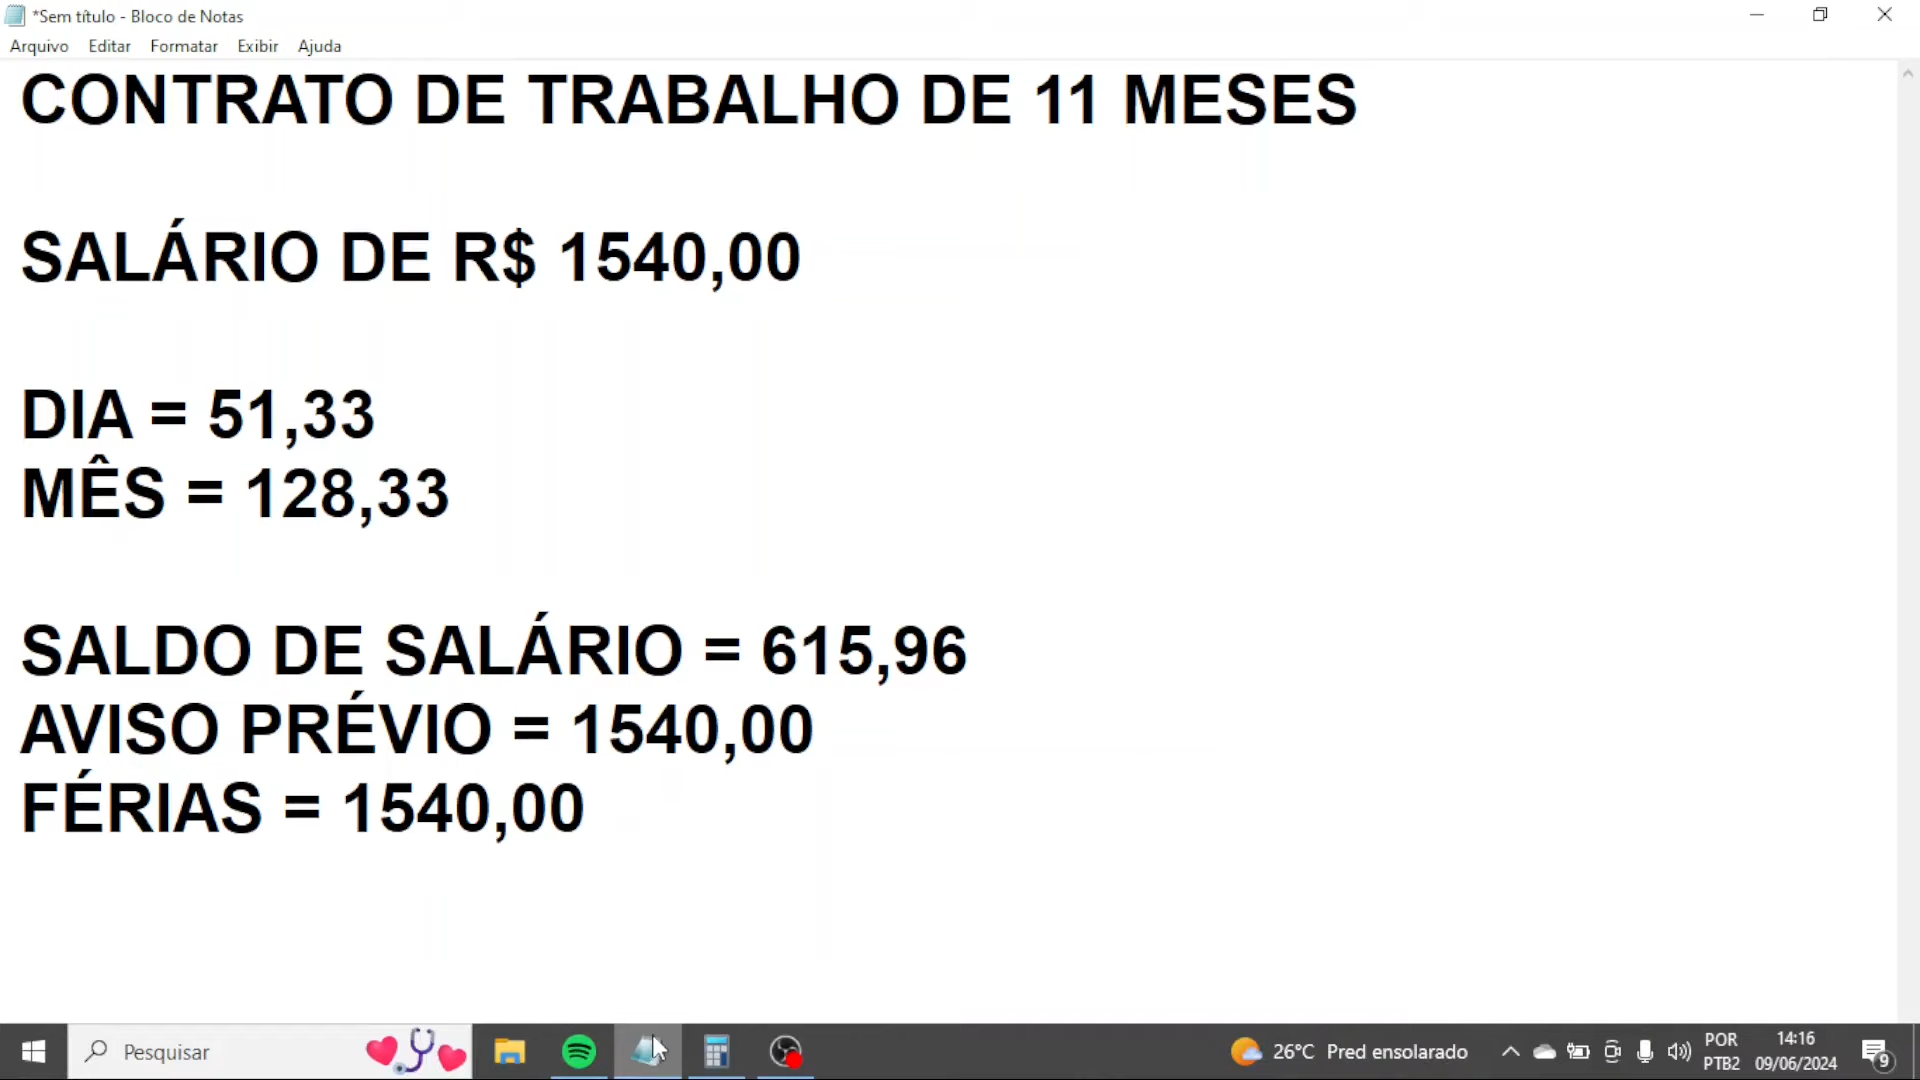 *Sem título - Bloco de Notas
Arquivo Editar Formatar Exibir Ajuda
CONTRATO DE TRABALHO DE 11 MESES
SALÁRIO DE R$ 1540,00
DIA = 51,33
MÊS = 128,33
SALDO DE SALÁRIO = 615,96
AVISO PRÉVIO = 1540,00
FÉRIAS = 1540,00
Pesquisar
26°C Pred ensolarado
POR
PTB2
14:16
09/06/2024
9